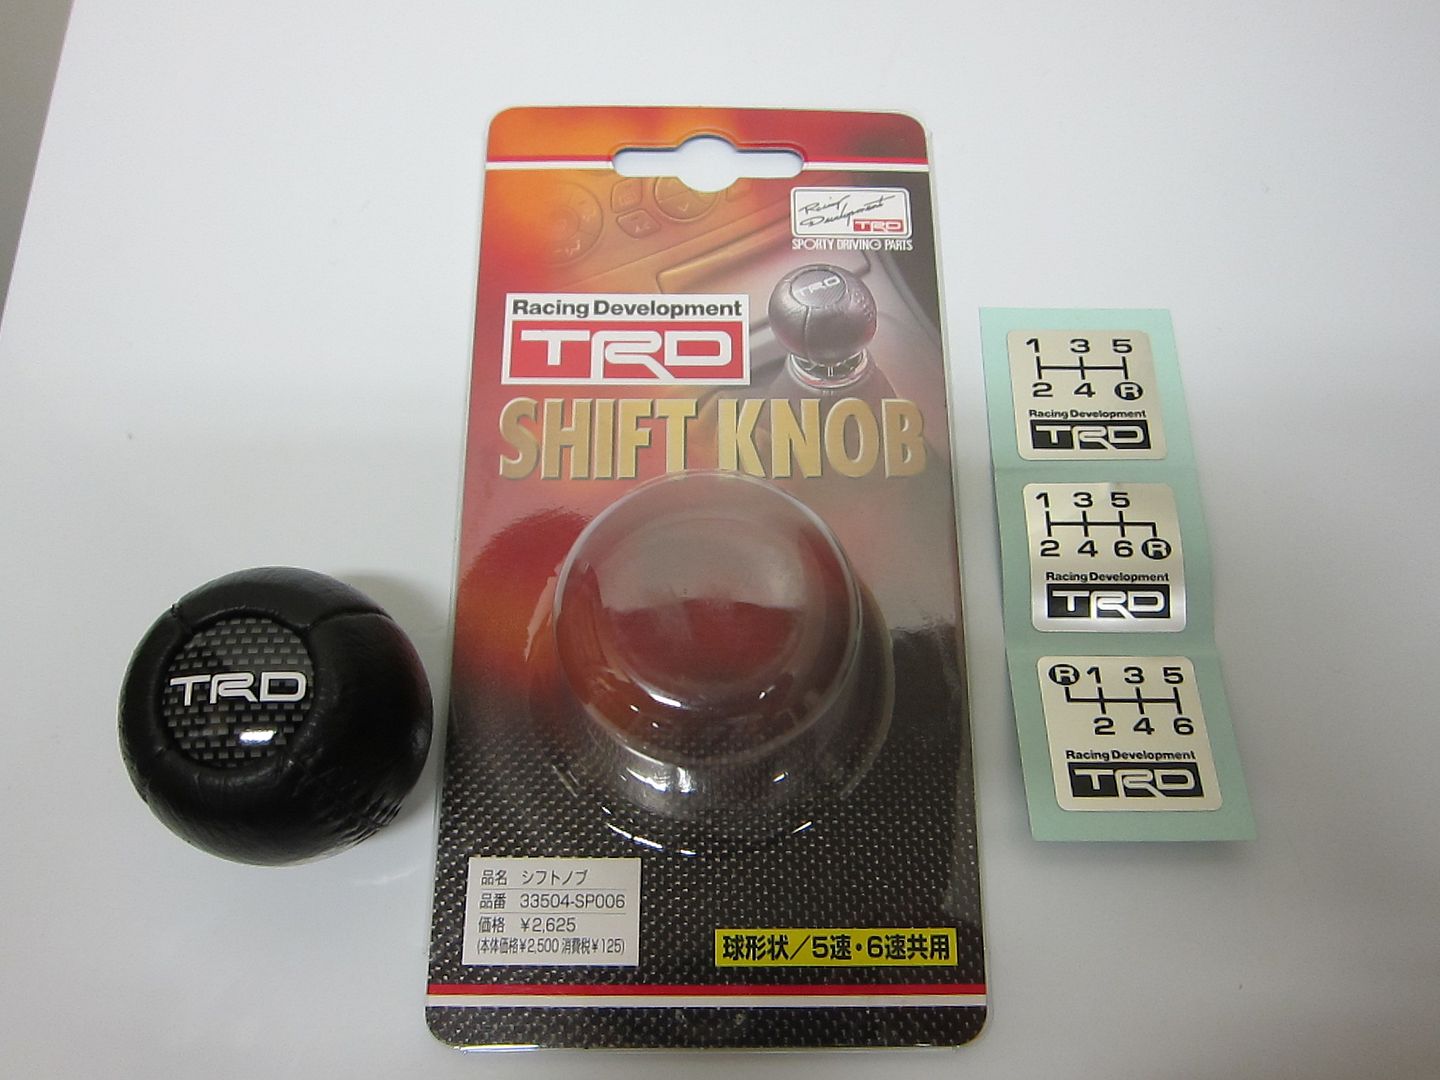 TRD
Racing
Development
TRD
SPORTY DRIVING PARTS
TRD
Racing Development
TRD
SHIFT KNOB
品名 シフトノブ
品番 33504-SP006
価格 ¥2,625
(本体価格¥2,500 消費税¥125)
球形状/5速・6速共用
1 3 5
2 4 R
Racing Development
TRD
1 3 5
2 4 6 R
Racing Development
TRD
R 1 3 5
2 4 6
Racing Development
TRD